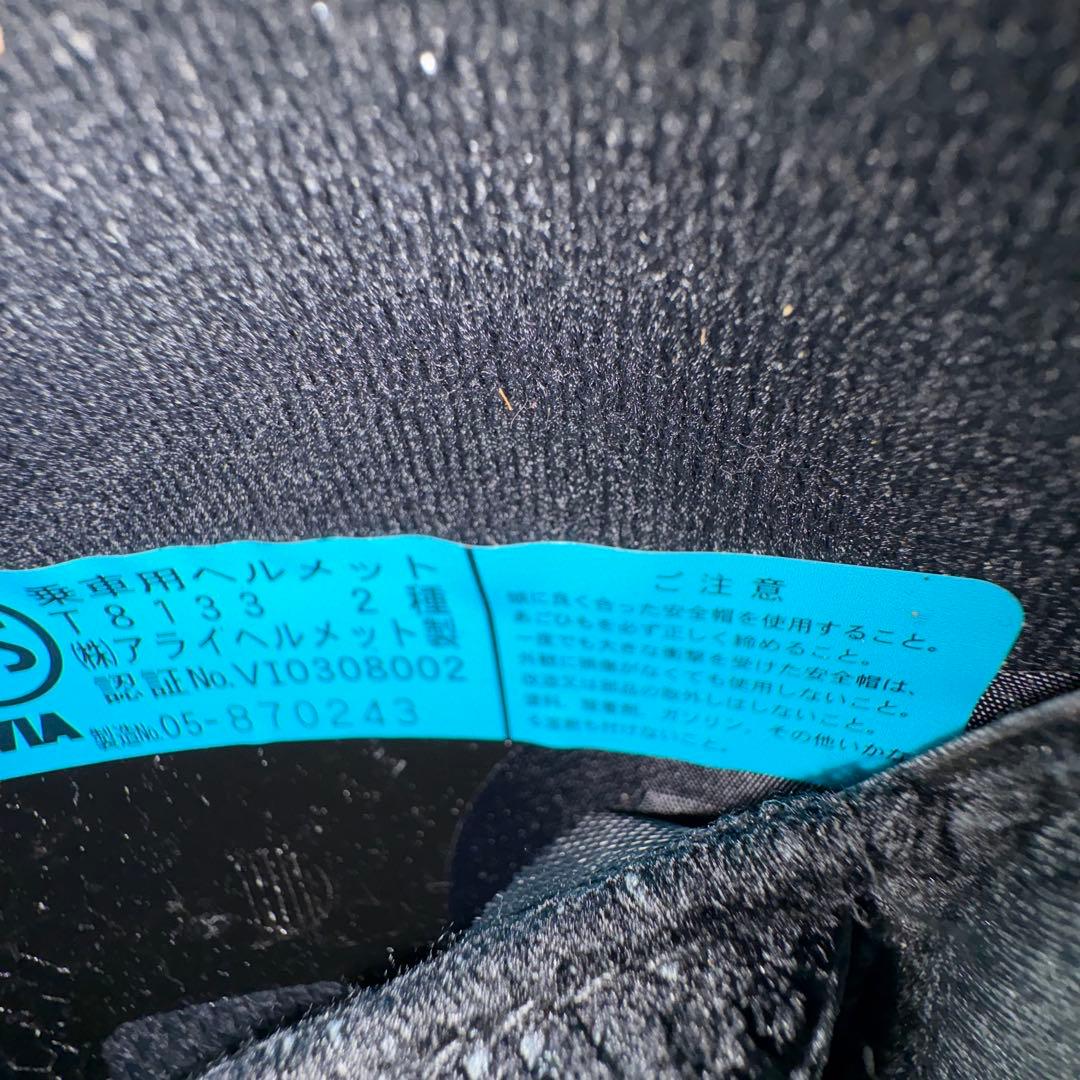 乗車用ヘルメット
T8133 2種
S
㈱アライヘルメット製
認証No.VI0308002
VIA
製造No.05-870243
ご注意
頭に良く合った安全帽を使用すること。
あごひもを必ず正しく締めること。
一度でも大きな衝撃を受けた安全帽は、
外観に損傷がなくても使用しないこと。
改造又は部品の取外しはしないこと。
塗料、接着剤、ガソリン、その他いかな
付けないこと。